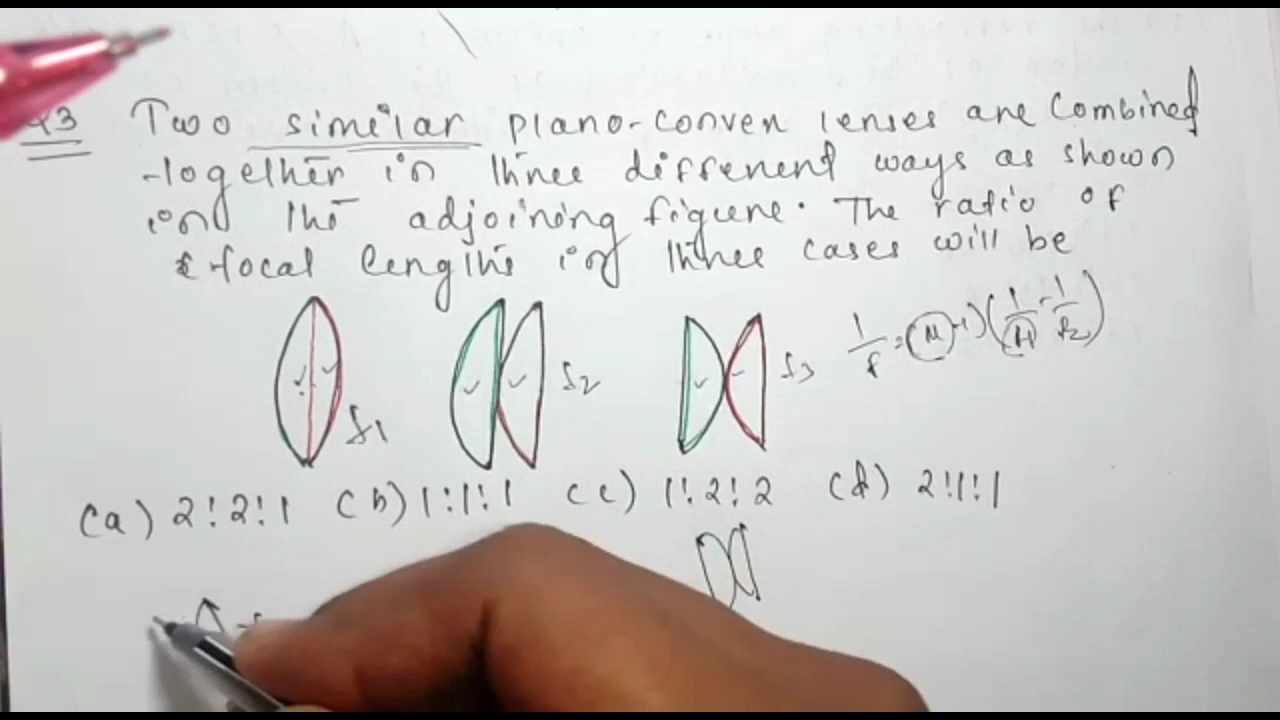 Q3 Two similar plano-conven lenses are combined
-together in three different ways as shown
in the adjoining figure. The ratio of
focal lengths in three cases will be
f1 f2 f3 1/f = (μ-1)(1/R1 - 1/R2)
(a) 2:2:1 (b) 1:1:1 (c) 1:2:2 (d) 2:1:1